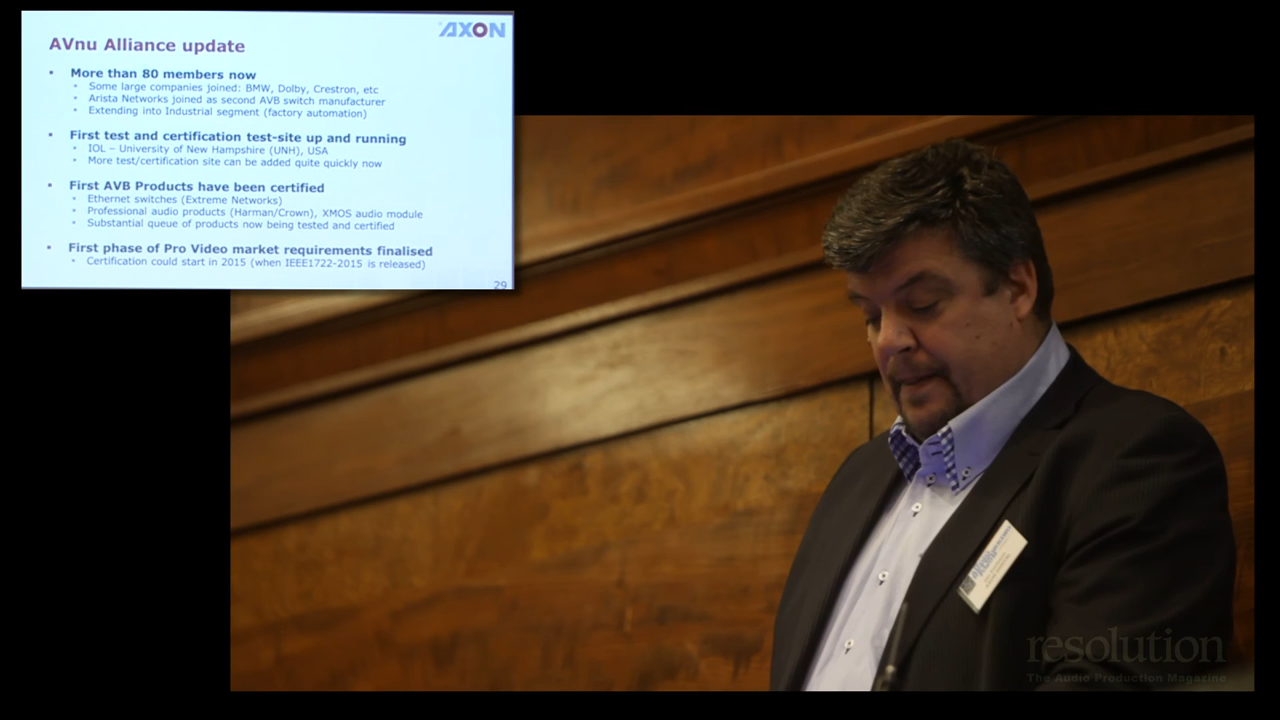 AXON
AVnu Alliance update
▪ More than 80 members now
• Some large companies joined: BMW, Dolby, Crestron, etc
• Arista Networks joined as second AVB switch manufacturer
• Extending into Industrial segment (factory automation)
▪ First test and certification test-site up and running
• IOL – University of New Hampshire (UNH), USA
• More test/certification site can be added quite quickly now
▪ First AVB Products have been certified
• Ethernet switches (Extreme Networks)
• Professional audio products (Harman/Crown), XMOS audio module
• Substantial queue of products now being tested and certified
▪ First phase of Pro Video market requirements finalised
• Certification could start in 2015 (when IEEE1722-2015 is released)
29
resolution
The Audio Production Magazine